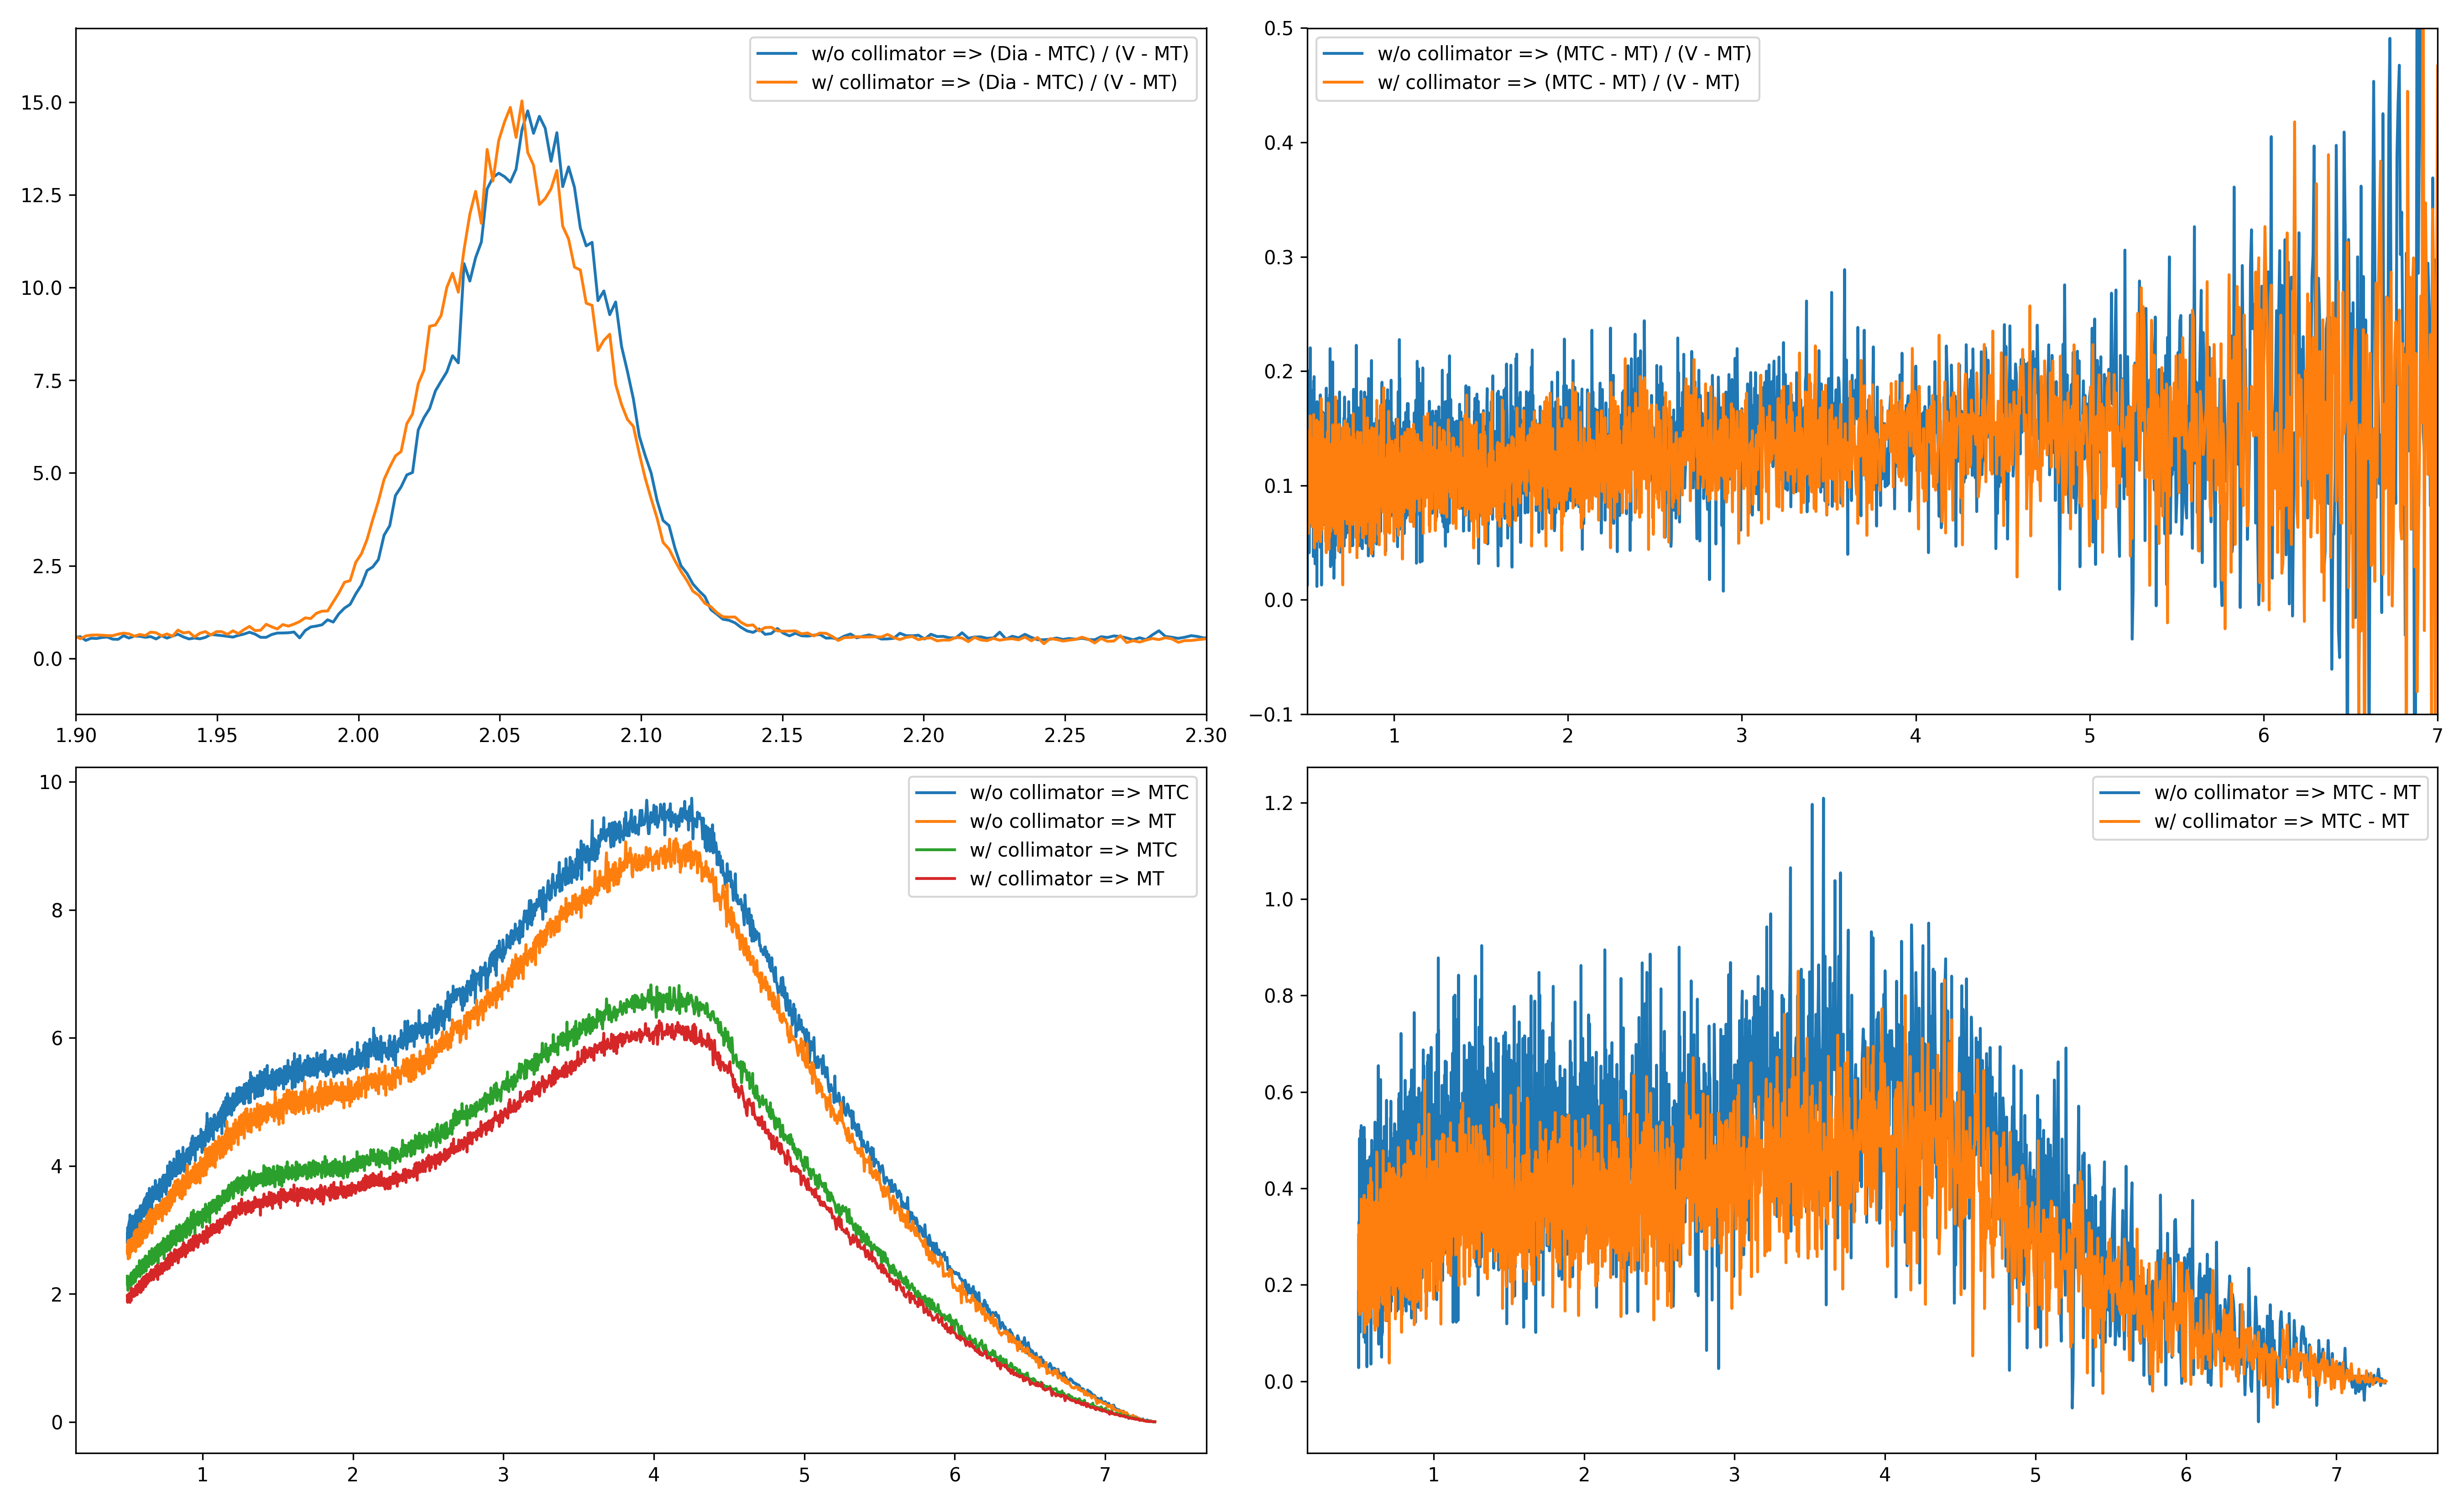 w/o collimator => (Dia - MTC) / (V - MT)
w/ collimator => (Dia - MTC) / (V - MT)
15.0
12.5
10.0
7.5
5.0
2.5
0.0
1.90 1.95 2.00 2.05 2.10 2.15 2.20 2.25 2.30
w/o collimator => (MTC - MT) / (V - MT)
w/ collimator => (MTC - MT) / (V - MT)
0.5
0.4
0.3
0.2
0.1
0.0
−0.1
1 2 3 4 5 6 7
w/o collimator => MTC
w/o collimator => MT
w/ collimator => MTC
w/ collimator => MT
10
8
6
4
2
0
1 2 3 4 5 6 7
w/o collimator => MTC - MT
w/ collimator => MTC - MT
1.2
1.0
0.8
0.6
0.4
0.2
0.0
1 2 3 4 5 6 7